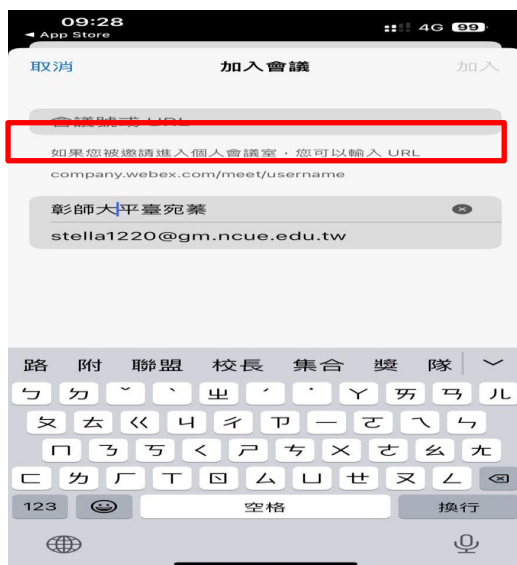 09:28
◀ App Store
4G 99
取消 加入會議 加入
會議號或 URL
如果您被邀請進入個人會議室，您可以輸入 URL
company.webex.com/meet/username
彰師大平臺宛蓁
stella1220@gm.ncue.edu.tw
路 附 聯盟 校長 集合 獎 隊
ㄅ ㄉ ˇ ˋ ㄓ ˊ ˙ ㄚ ㄞ ㄢ ㄦ
ㄆ ㄊ ㄍ ㄐ ㄔ ㄗ ㄧ ㄛ ㄟ ㄣ
ㄇ ㄋ ㄎ ㄑ ㄕ ㄘ ㄨ ㄜ ㄠ ㄤ
ㄈ ㄌ ㄏ ㄒ ㄖ ㄙ ㄩ ㄝ ㄡ ㄥ
123 空格 換行